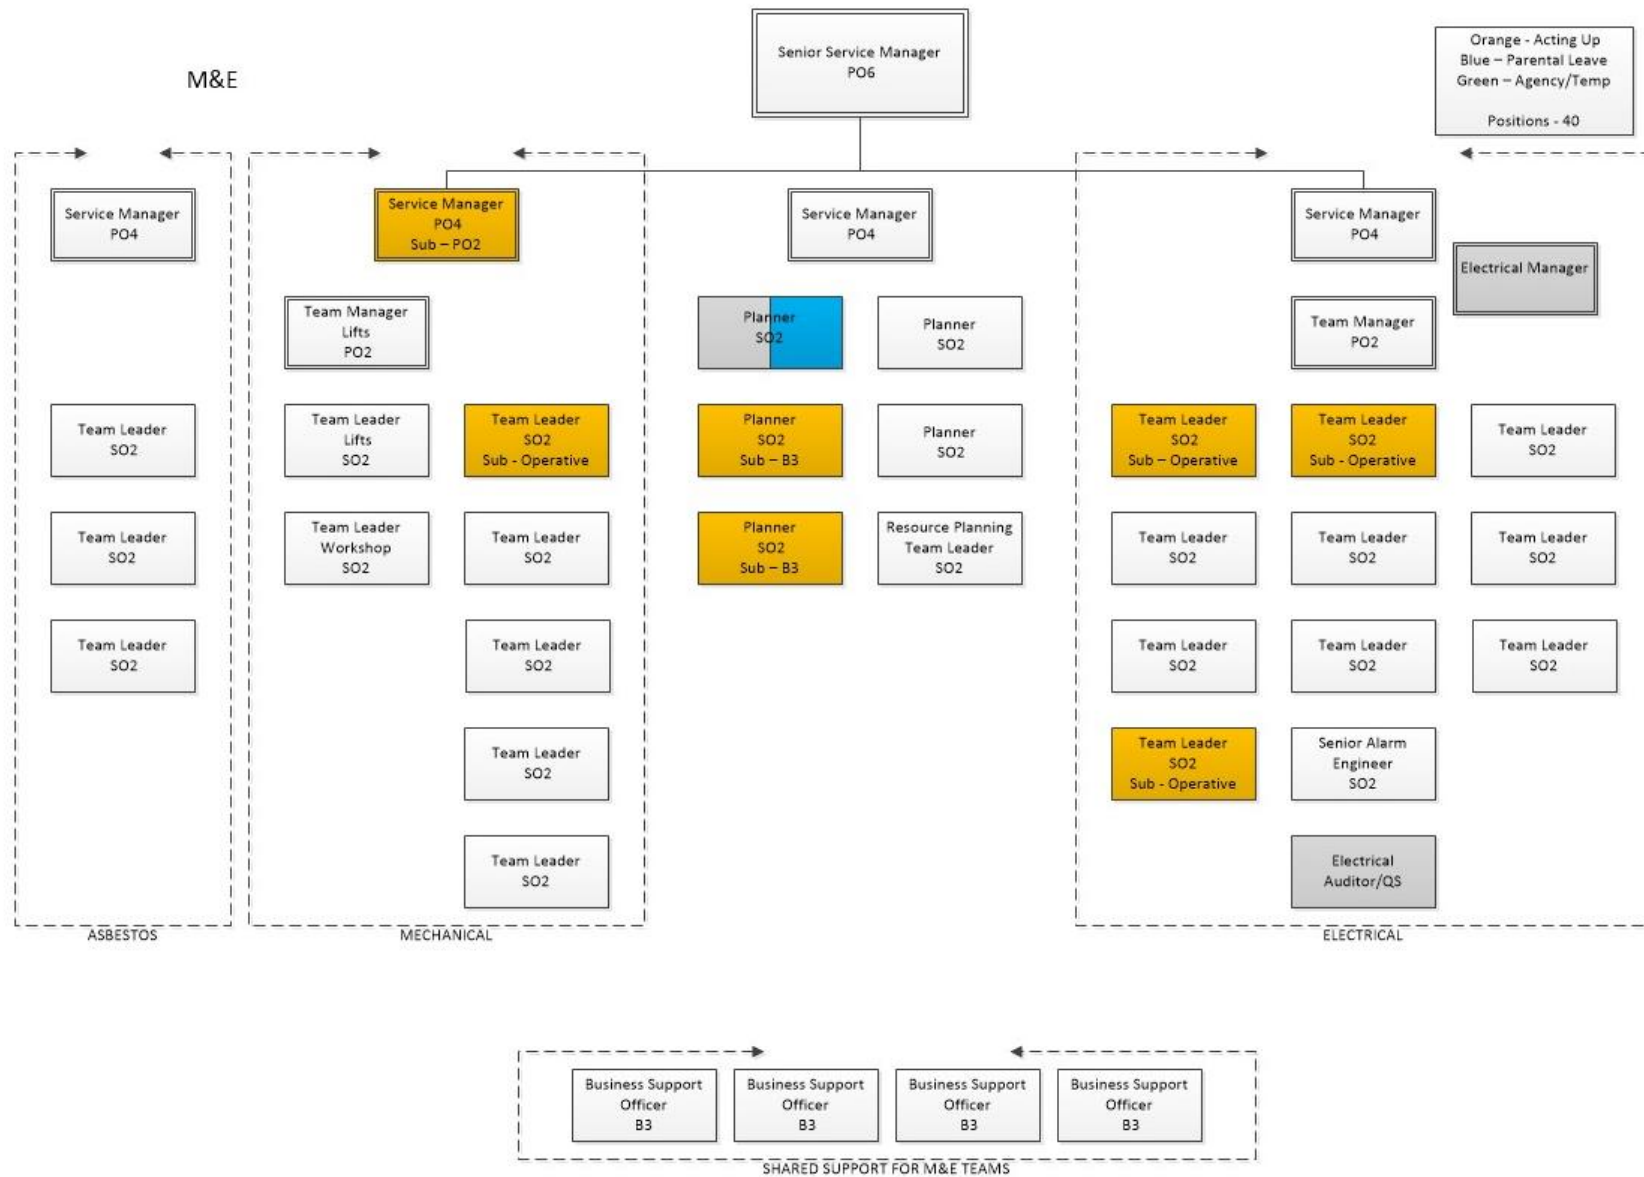 M&E
Senior Service Manager
PO6
Orange - Acting Up
Blue – Parental Leave
Green – Agency/Temp
Positions - 40
Service Manager
PO4
Team Leader
SO2
Team Leader
SO2
Team Leader
SO2
ASBESTOS
Service Manager
PO4
Sub – PO2
Team Manager
Lifts
PO2
Team Leader
Lifts
SO2
Team Leader
SO2
Sub - Operative
Team Leader
Workshop
SO2
Team Leader
SO2
Team Leader
SO2
Team Leader
SO2
Team Leader
SO2
MECHANICAL
Service Manager
PO4
Planner
SO2
Planner
SO2
Planner
SO2
Sub – B3
Planner
SO2
Planner
SO2
Sub – B3
Resource Planning
Team Leader
SO2
Service Manager
PO4
Electrical Manager
Team Manager
PO2
Team Leader
SO2
Sub – Operative
Team Leader
SO2
Sub - Operative
Team Leader
SO2
Team Leader
SO2
Team Leader
SO2
Team Leader
SO2
Team Leader
SO2
Team Leader
SO2
Team Leader
SO2
Team Leader
SO2
Sub - Operative
Senior Alarm
Engineer
SO2
Electrical
Auditor/QS
ELECTRICAL
Business Support
Officer
B3
Business Support
Officer
B3
Business Support
Officer
B3
Business Support
Officer
B3
SHARED SUPPORT FOR M&E TEAMS